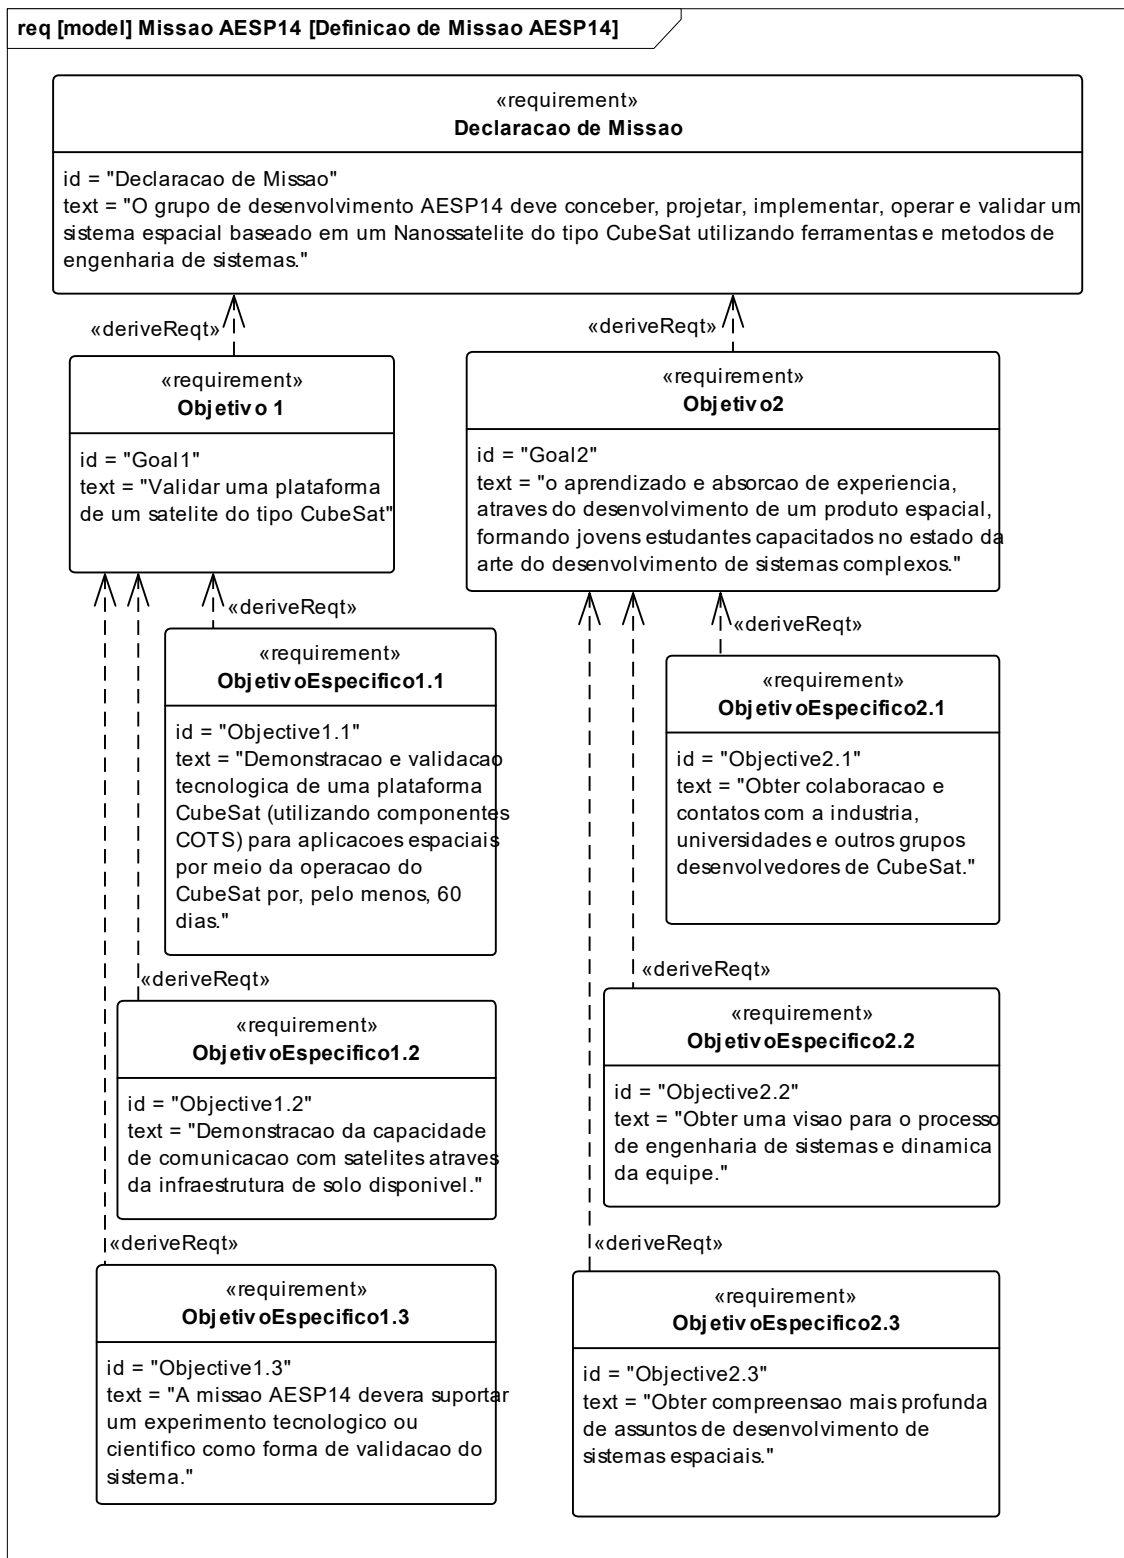 req [model] Missao AESP14 [Definicao de Missao AESP14]
«requirement»
Declaracao de Missao
id = "Declaracao de Missao"
text = "O grupo de desenvolvimento AESP14 deve conceber, projetar, implementar, operar e validar um
sistema espacial baseado em um Nanossatelite do tipo CubeSat utilizando ferramentas e metodos de
engenharia de sistemas."
«deriveReqt»
«deriveReqt»
«requirement»
Objetivo 1
id = "Goal1"
text = "Validar uma plataforma
de um satelite do tipo CubeSat"
«requirement»
Objetivo2
id = "Goal2"
text = "o aprendizado e absorcao de experiencia,
atraves do desenvolvimento de um produto espacial,
formando jovens estudantes capacitados no estado da
arte do desenvolvimento de sistemas complexos."
«deriveReqt»
«requirement»
ObjetivoEspecifico1.1
id = "Objective1.1"
text = "Demonstracao e validacao
tecnologica de uma plataforma
CubeSat (utilizando componentes
COTS) para aplicacoes espaciais
por meio da operacao do
CubeSat por, pelo menos, 60
dias."
«deriveReqt»
«requirement»
ObjetivoEspecifico2.1
id = "Objective2.1"
text = "Obter colaboracao e
contatos com a industria,
universidades e outros grupos
desenvolvedores de CubeSat."
«deriveReqt»
«requirement»
ObjetivoEspecifico1.2
id = "Objective1.2"
text = "Demonstracao da capacidade
de comunicacao com satelites atraves
da infraestrutura de solo disponivel."
«deriveReqt»
«requirement»
ObjetivoEspecifico2.2
id = "Objective2.2"
text = "Obter uma visao para o processo
de engenharia de sistemas e dinamica
da equipe."
«deriveReqt»
«requirement»
ObjetivoEspecifico1.3
id = "Objective1.3"
text = "A missao AESP14 devera suportar
um experimento tecnologico ou
cientifico como forma de validacao do
sistema."
«deriveReqt»
«requirement»
ObjetivoEspecifico2.3
id = "Objective2.3"
text = "Obter compreensao mais profunda
de assuntos de desenvolvimento de
sistemas espaciais."